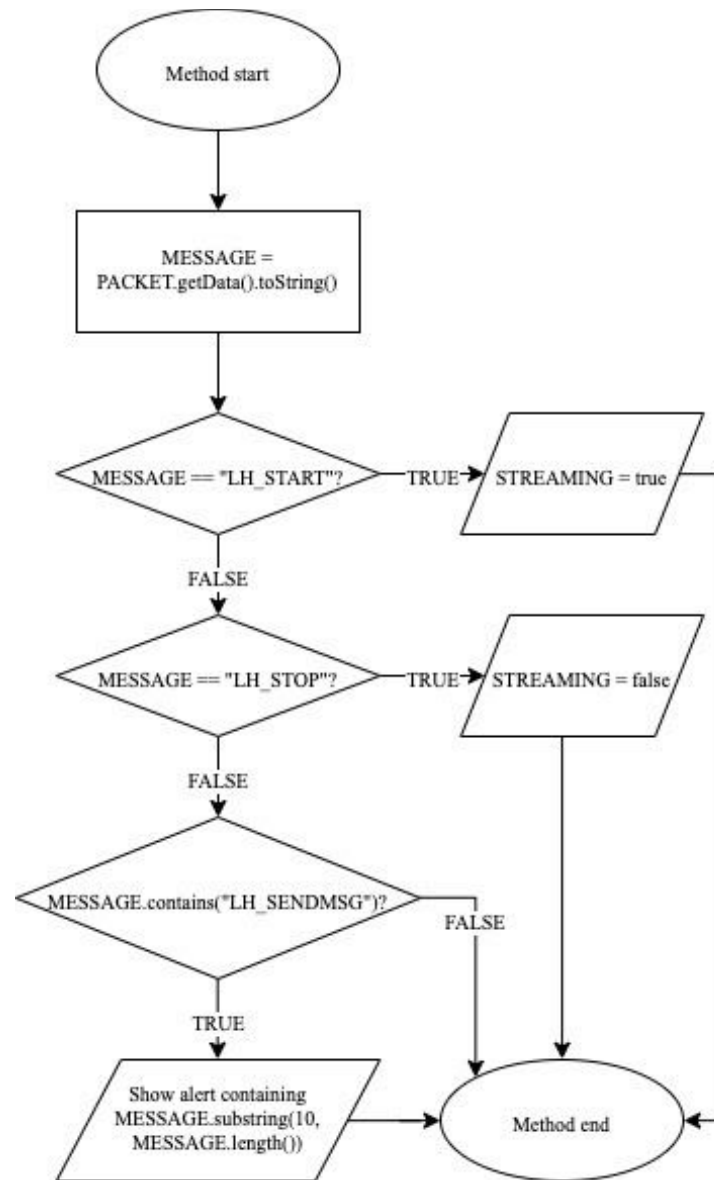 Method start
MESSAGE =
PACKET.getData().toString()
MESSAGE == "LH_START"?
TRUE
STREAMING = true
FALSE
MESSAGE == "LH_STOP"?
TRUE
STREAMING = false
FALSE
MESSAGE.contains("LH_SENDMSG")?
FALSE
TRUE
Show alert containing
MESSAGE.substring(10,
MESSAGE.length())
Method end